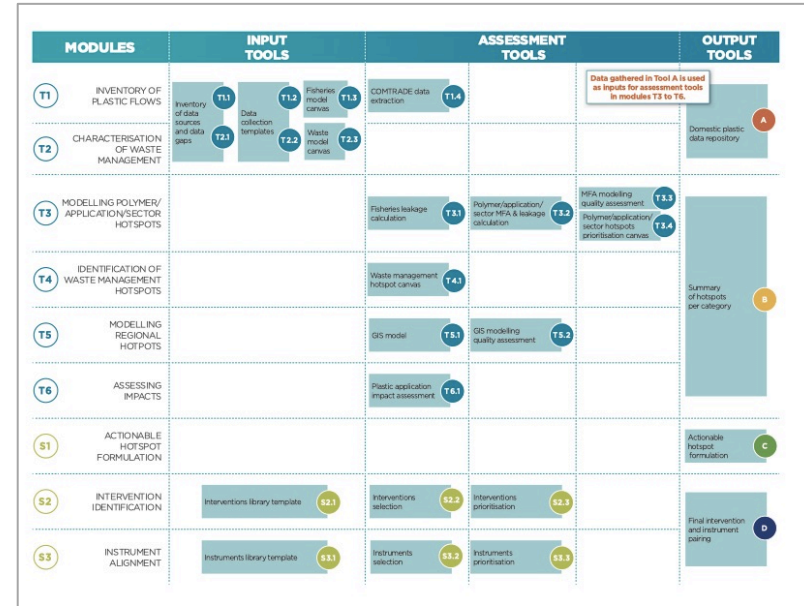 MODULES
INPUT
TOOLS
ASSESSMENT
TOOLS
OUTPUT
TOOLS
T1
INVENTORY OF
PLASTIC FLOWS
Inventory
of data
sources
and data
gaps
T1.1
T2.1
Data
collection
templates
T1.2
T2.2
Fisheries
model
canvas
T1.3
COMTRADE data
extraction
T1.4
Data gathered in Tool A is used
as inputs for assessment tools
in modules T3 to T6.
Domestic plastic
data repository
A
T2
CHARACTERISATION
OF WASTE
MANAGEMENT
Waste
model
canvas
T2.3
T3
MODELLING POLYMER/
APPLICATION/SECTOR
HOTSPOTS
Fisheries leakage
calculation
T3.1
Polymer/application/
sector MFA & leakage
calculation
T3.2
MFA modelling
quality assessment
T3.3
Polymer/application/
sector hotspots
prioritisation canvas
T3.4
Summary
of hotspots
per category
B
T4
IDENTIFICATION OF
WASTE MANAGEMENT
HOTSPOTS
Waste management
hotspot canvas
T4.1
T5
MODELLING
REGIONAL
HOTPOTS
GIS model
T5.1
GIS modelling
quality assessment
T5.2
T6
ASSESSING
IMPACTS
Plastic application
impact assessment
T6.1
S1
ACTIONABLE
HOTSPOT
FORMULATION
Actionable
hotspot
formulation
C
S2
INTERVENTION
IDENTIFICATION
Interventions library template
S2.1
Interventions
selection
S2.2
Interventions
prioritisation
S2.3
Final intervention
and instrument
pairing
D
S3
INSTRUMENT
ALIGNMENT
Instruments library template
S3.1
Instruments
selection
S3.2
Instruments
prioritisation
S3.3